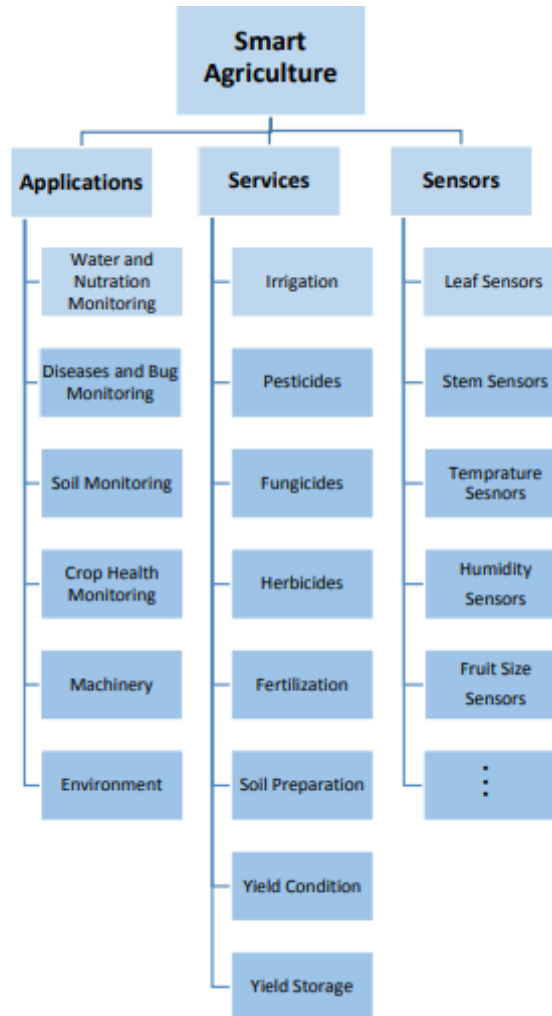 Smart
Agriculture
Applications
Services
Sensors
Water and
Nutration
Monitoring
Diseases and Bug
Monitoring
Soil Monitoring
Crop Health
Monitoring
Machinery
Environment
Irrigation
Pesticides
Fungicides
Herbicides
Fertilization
Soil Preparation
Yield Condition
Yield Storage
Leaf Sensors
Stem Sensors
Temprature
Sesnors
Humidity
Sensors
Fruit Size
Sensors
⋮